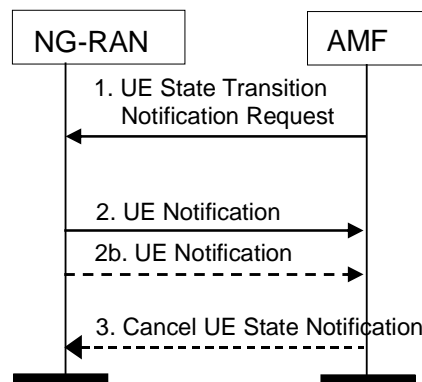 NG-RAN
AMF
1. UE State Transition
Notification Request
2. UE Notification
2b. UE Notification
3. Cancel UE State Notification